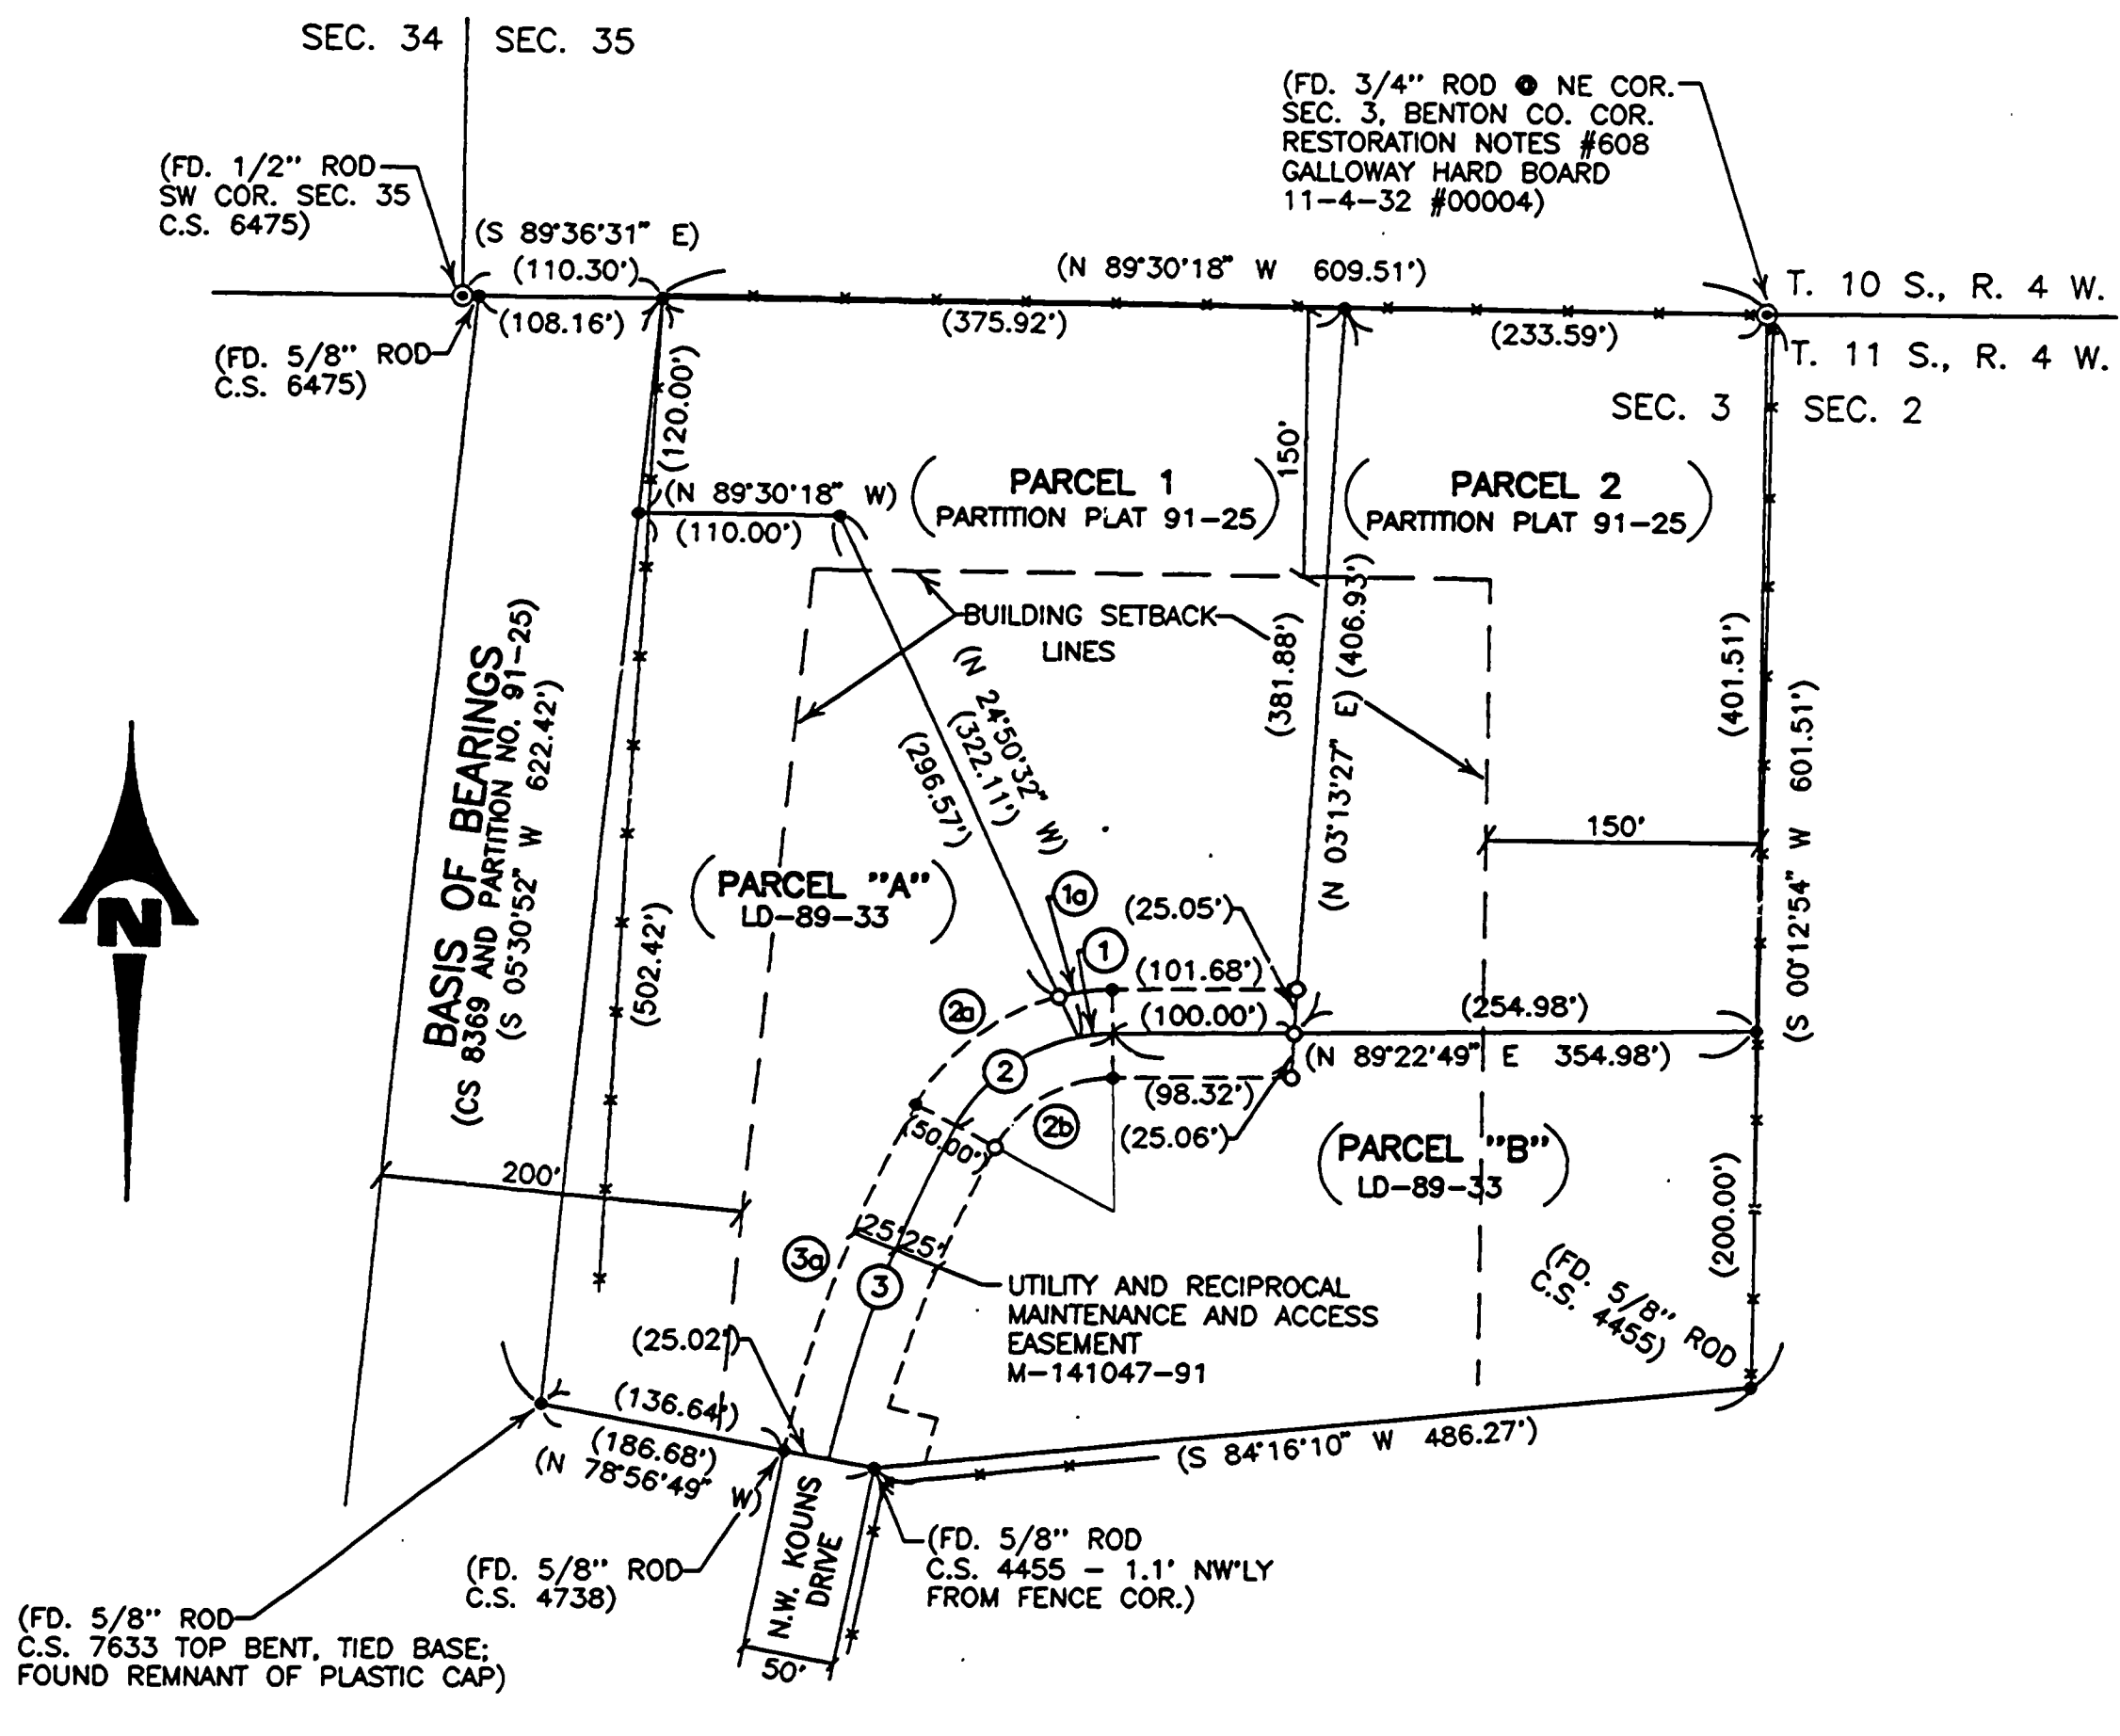 SEC. 34
SEC. 35
(FD. 3/4" ROD @ NE COR.
SEC. 3, BENTON CO. COR.
RESTORATION NOTES #608
GALLOWAY HARD BOARD
11-4-32 #00004)
(FD. 1/2" ROD
SW COR. SEC. 35
C.S. 6475)
(S 89°36'31" E)
(110.30')
(N 89°30'18" W 609.51')
T. 10 S., R. 4 W.
(108.16')
(375.92')
(233.59')
(FD. 5/8" ROD
C.S. 6475)
T. 11 S., R. 4 W.
SEC. 3
SEC. 2
(120.00')
150'
(N 89°30'18" W)
(110.00')
(PARCEL 1
PARTITION PLAT 91-25)
(PARCEL 2
PARTITION PLAT 91-25)
BUILDING SETBACK
LINES
(N 24°50'32" W)
(322.11')
(296.57')
(381.88')
(N 03°13'27" E) (406.93')
(401.51')
(S 00°12'54" W 601.51')
BASIS OF BEARINGS
(CS 8369 AND PARTITION NO. 91-25)
(S 05°30'52" W 622.42')
(502.42')
150'
(PARCEL "A"
LD-89-33)
1a
(25.05')
1
(101.68')
2a
(100.00')
(254.98')
(N 89°22'49" E 354.98')
2
(98.32')
2b
(25.06')
(50.00')
(PARCEL "B"
LD-89-33)
N
200'
(200.00')
25' 25'
3a
3
UTILITY AND RECIPROCAL
MAINTENANCE AND ACCESS
EASEMENT
M-141047-91
(FD. 5/8" ROD
C.S. 4455)
(25.02')
(136.64')
(186.68')
(N 78°56'49" W)
(S 84°16'10" W 486.27')
N.W. KOUNS
DRIVE
50'
(FD. 5/8" ROD
C.S. 4738)
(FD. 5/8" ROD
C.S. 4455 - 1.1' NW'LY
FROM FENCE COR.)
(FD. 5/8" ROD
C.S. 7633 TOP BENT, TIED BASE;
FOUND REMNANT OF PLASTIC CAP)